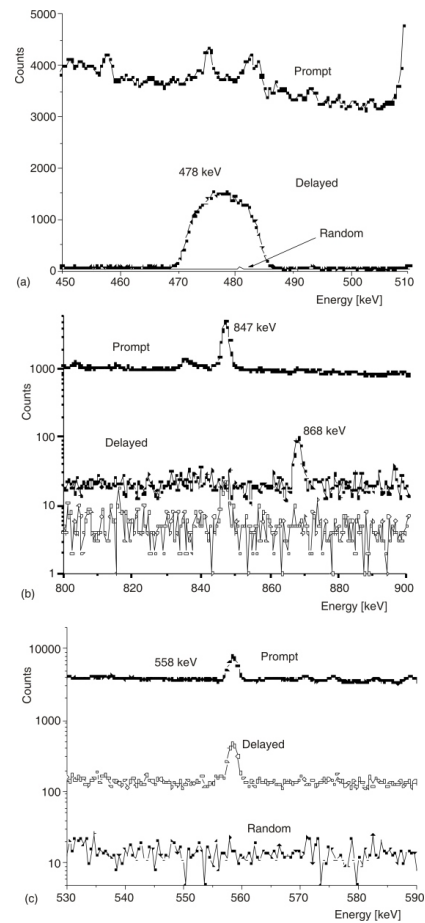 5000
4000
3000
2000
1000
0
Counts
Prompt
478 keV
Delayed
Random
450 460 470 480 490 500 510
(a)
Energy [keV]
1000
100
10
1
Counts
Prompt
847 keV
Delayed
868 keV
800 820 840 860 880 900
(b)
Energy [keV]
10000
1000
100
10
Counts
558 keV
Prompt
Delayed
Random
530 540 550 560 570 580 590
(c)
Energy [keV]